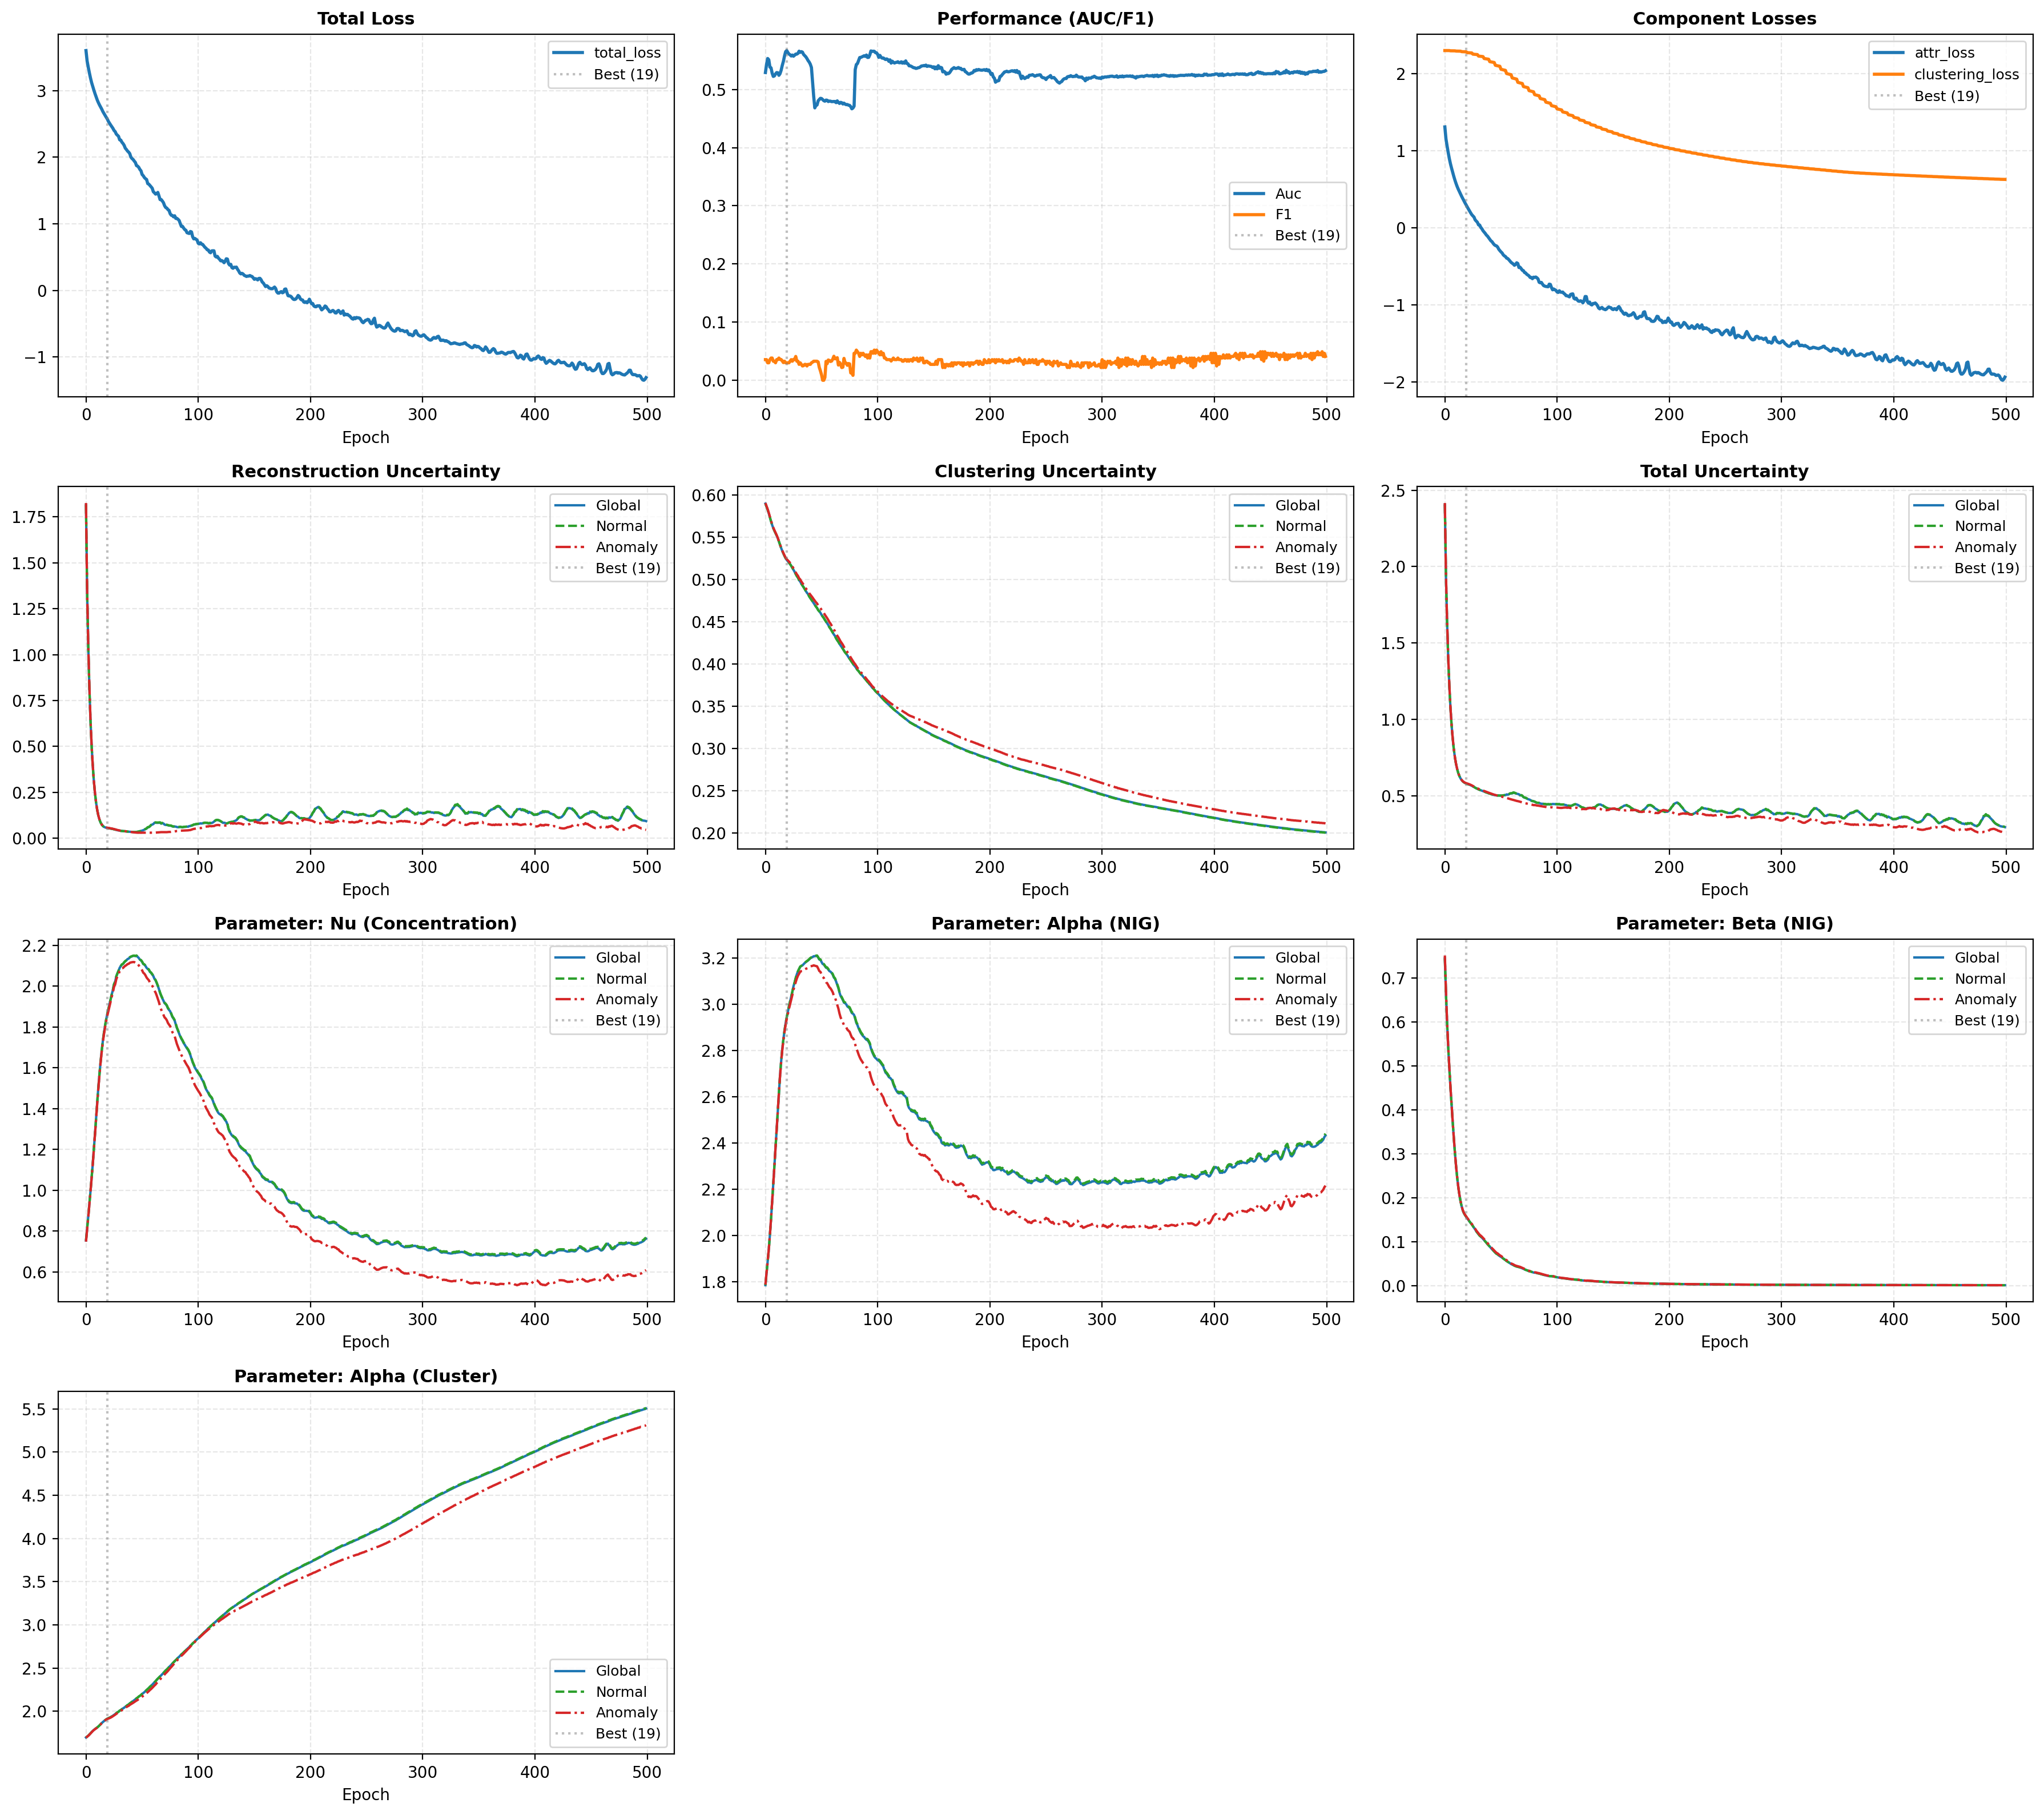 Total Loss
total_loss
Best (19)
3
2
1
0
−1
0
100
200
300
400
500
Epoch
Performance (AUC/F1)
Auc
F1
Best (19)
0.5
0.4
0.3
0.2
0.1
0.0
0
100
200
300
400
500
Epoch
Component Losses
attr_loss
clustering_loss
Best (19)
2
1
0
−1
−2
0
100
200
300
400
500
Epoch
Reconstruction Uncertainty
Global
Normal
Anomaly
Best (19)
1.75
1.50
1.25
1.00
0.75
0.50
0.25
0.00
0
100
200
300
400
500
Epoch
Clustering Uncertainty
Global
Normal
Anomaly
Best (19)
0.60
0.55
0.50
0.45
0.40
0.35
0.30
0.25
0.20
0
100
200
300
400
500
Epoch
Total Uncertainty
Global
Normal
Anomaly
Best (19)
2.5
2.0
1.5
1.0
0.5
0
100
200
300
400
500
Epoch
Parameter: Nu (Concentration)
Global
Normal
Anomaly
Best (19)
2.2
2.0
1.8
1.6
1.4
1.2
1.0
0.8
0.6
0
100
200
300
400
500
Epoch
Parameter: Alpha (NIG)
Global
Normal
Anomaly
Best (19)
3.2
3.0
2.8
2.6
2.4
2.2
2.0
1.8
0
100
200
300
400
500
Epoch
Parameter: Beta (NIG)
Global
Normal
Anomaly
Best (19)
0.7
0.6
0.5
0.4
0.3
0.2
0.1
0.0
0
100
200
300
400
500
Epoch
Parameter: Alpha (Cluster)
Global
Normal
Anomaly
Best (19)
5.5
5.0
4.5
4.0
3.5
3.0
2.5
2.0
0
100
200
300
400
500
Epoch